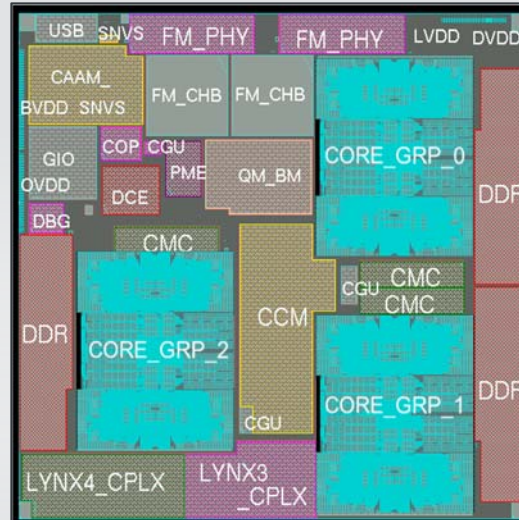 USB
SNVS
FM_PHY
FM_PHY
LVDD
DVDD
CAAM_
FM_CHB
FM_CHB
BVDD
SNVS
COP
CGU
CORE_GRP_0
GIO
PME
QM_BM
OVDD
DCE
DDR
DBG
CMC
CMC
CGU
CMC
DDR
CORE_GRP_2
CCM
DDR
CORE_GRP_1
CGU
LYNX4_CPLX
LYNX3
_CPLX